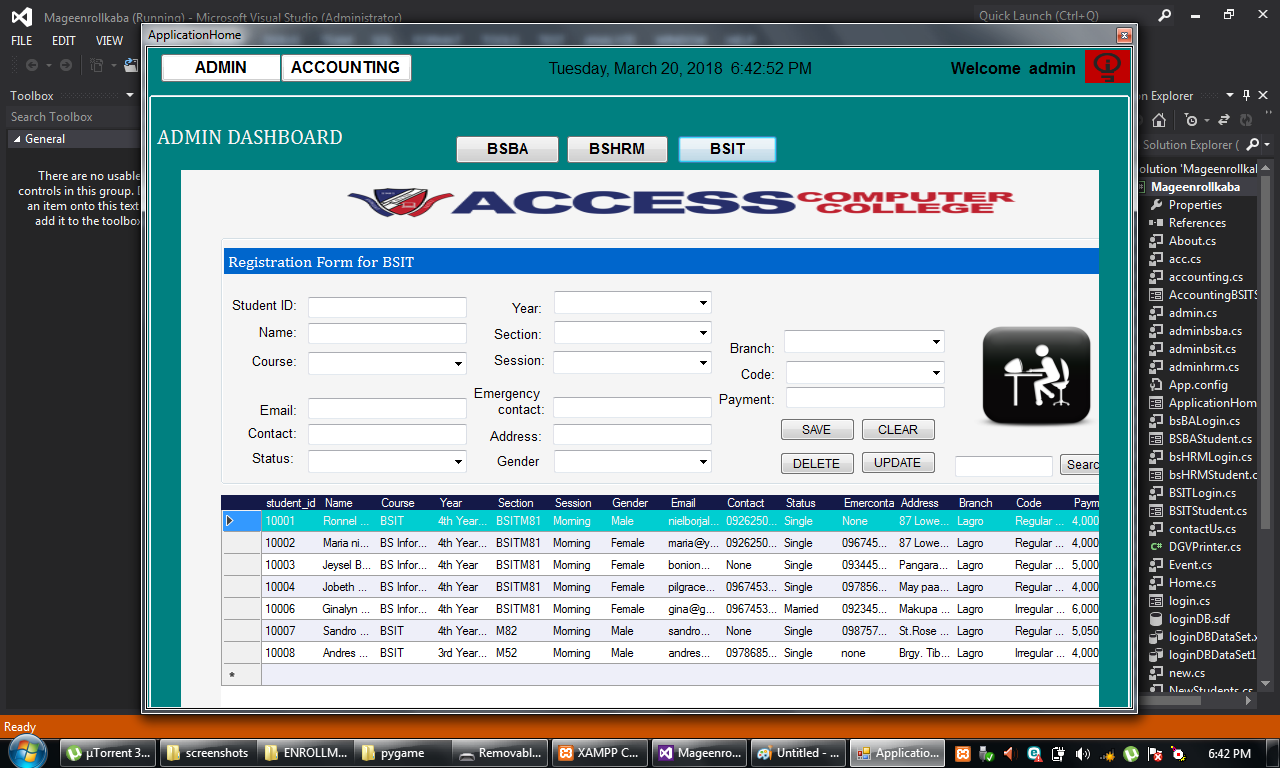 Mageenrollkaba (Running) - Microsoft Visual Studio (Administrator)
Quick Launch (Ctrl+Q)
FILE EDIT VIEW
ApplicationHome
ADMIN ACCOUNTING Tuesday, March 20, 2018 6:42:52 PM Welcome admin
Toolbox
Search Toolbox
General
There are no usable
controls in this group.
an item onto this text
add it to the toolbox
ADMIN DASHBOARD
BSBA BSHRM BSIT
ACCESS COMPUTER COLLEGE
Registration Form for BSIT
Student ID:
Name:
Course:
Email:
Contact:
Status:
Year:
Section:
Session:
Emergency
contact:
Address:
Gender
Branch:
Code:
Payment:
SAVE CLEAR
DELETE UPDATE
Searc
student_id Name Course Year Section Session Gender Email Contact Status Emerconta Address Branch Code Paym
10001 Ronnel ... BSIT 4th Year... BSITM81 Morning Male nielborjal... 0926250... Single None 87 Lowe... Lagro Regular ... 4,000
10002 Maria ni... BS Infor... 4th Year... BSITM81 Morning Female maria@y... 0926250... Single 096745... 87 Lowe... Lagro Regular ... 4,000
10003 Jeysel B... BS Infor... 4th Year BSITM81 Morning Female bonion... None Single 093445... Pangara... Lagro Regular ... 5,000
10004 Jobeth ... BS Infor... 4th Year BSITM81 Morning Female pilgrace... 0967453... Single 097856... May paa... Lagro Regular ... 4,000
10006 Ginalyn ... BS Infor... 4th Year BSITM81 Morning Female gina@g... 0967453... Married 092345... Makupa ... Lagro Irregular ... 6,000
10007 Sandro ... BSIT 4th Year... M82 Morning Male sandro... None Single 098757... St.Rose ... Lagro Regular ... 5,050
10008 Andres ... BSIT 3rd Year... M52 Morning Male andres... 0978685... Single none Brgy. Tib... Lagro Irregular ... 4,000
*
on Explorer
Solution Explorer (
olution 'Mageenrollkal
Mageenrollkaba
Properties
References
About.cs
acc.cs
accounting.cs
AccountingBSITS
admin.cs
adminbsba.cs
adminbsit.cs
adminhrm.cs
App.config
ApplicationHom
bsBALogin.cs
BSBAStudent.cs
bsHRMLogin.cs
bsHRMStudent.c
BSITLogin.cs
BSITStudent.cs
contactUs.cs
DGVPrinter.cs
Event.cs
Home.cs
login.cs
loginDB.sdf
loginDBDataSet.x
loginDBDataSet1
new.cs
NewStudents.cs
Ready
µTorrent 3... screenshots ENROLLM... pygame Removabl... XAMPP C... Mageenro... Untitled - ... Applicatio... 6:42 PM